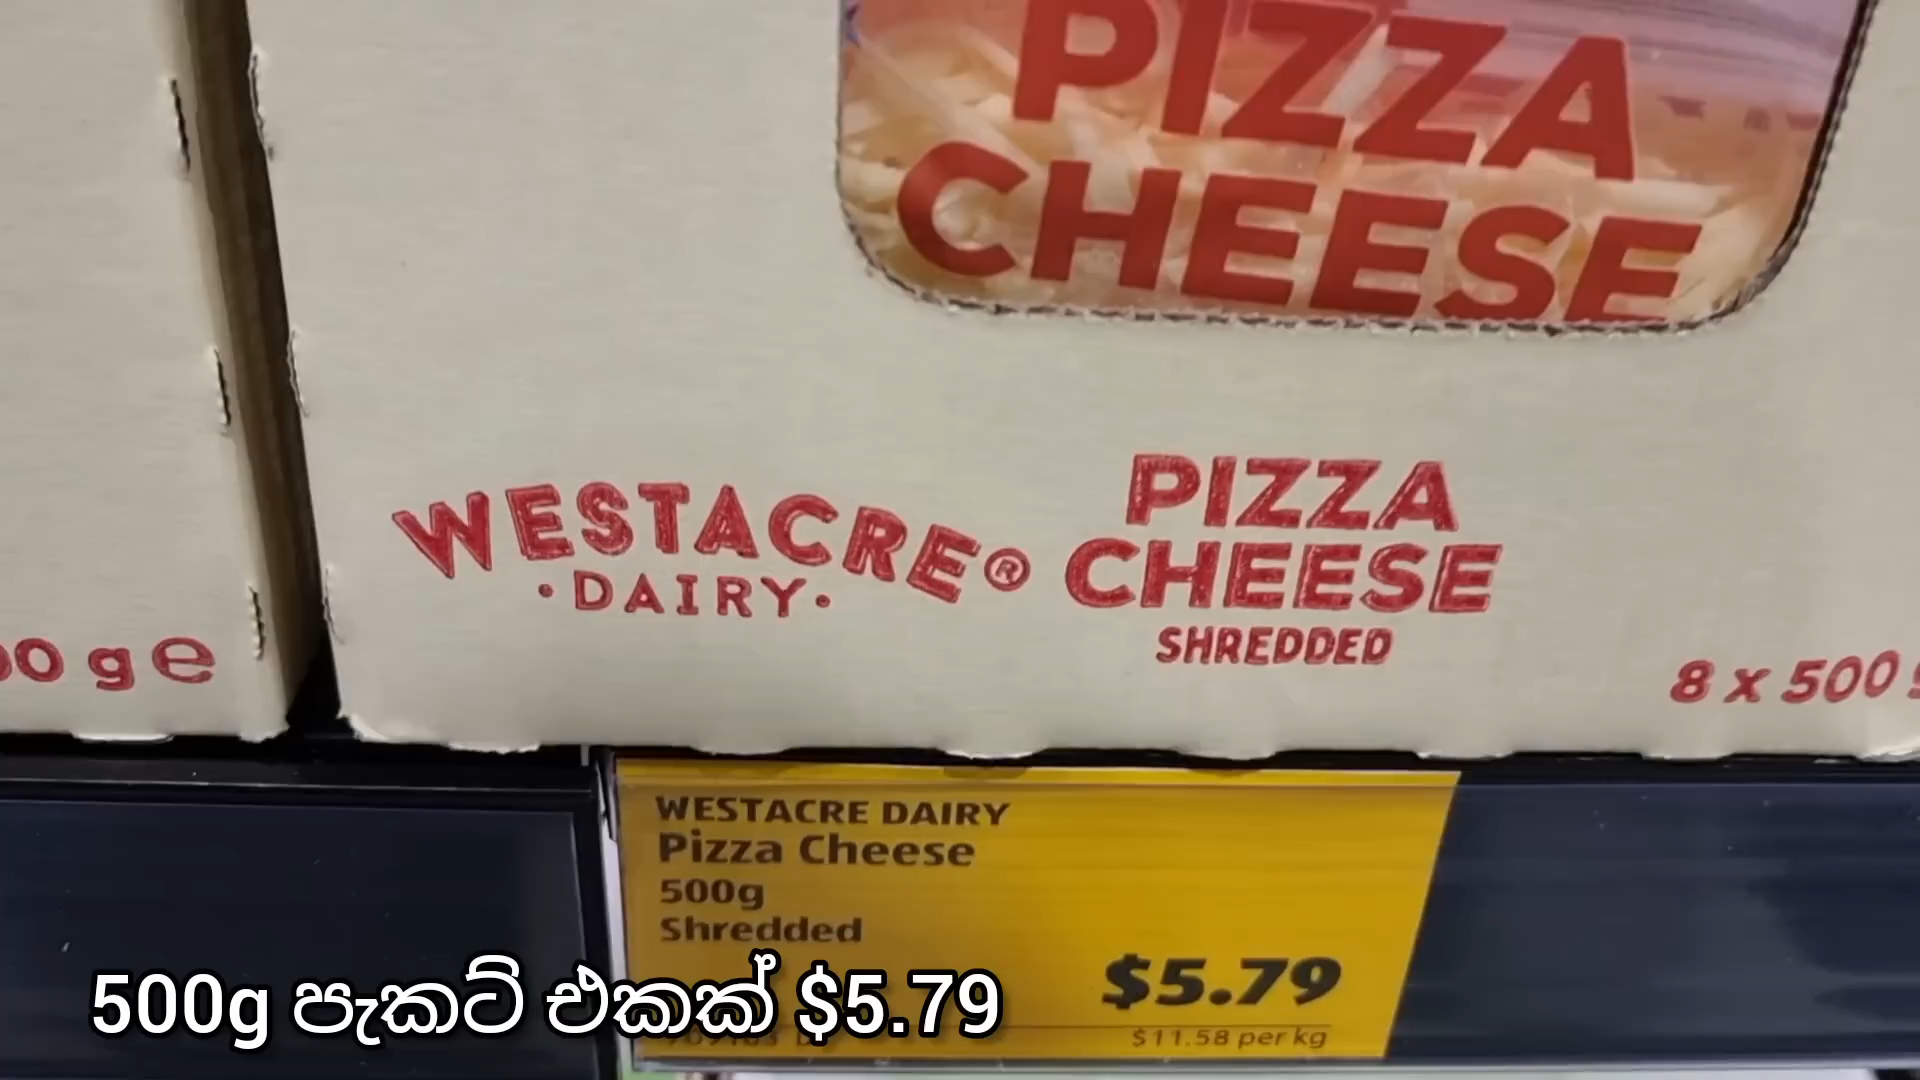 PIZZA
CHEESE
WESTACRE®
·DAIRY·
PIZZA
CHEESE
SHREDDED
g e
8 x 500
WESTACRE DAIRY
Pizza Cheese
500g
Shredded
$5.79
$11.58 per kg
500g පැකට් එකක් $5.79